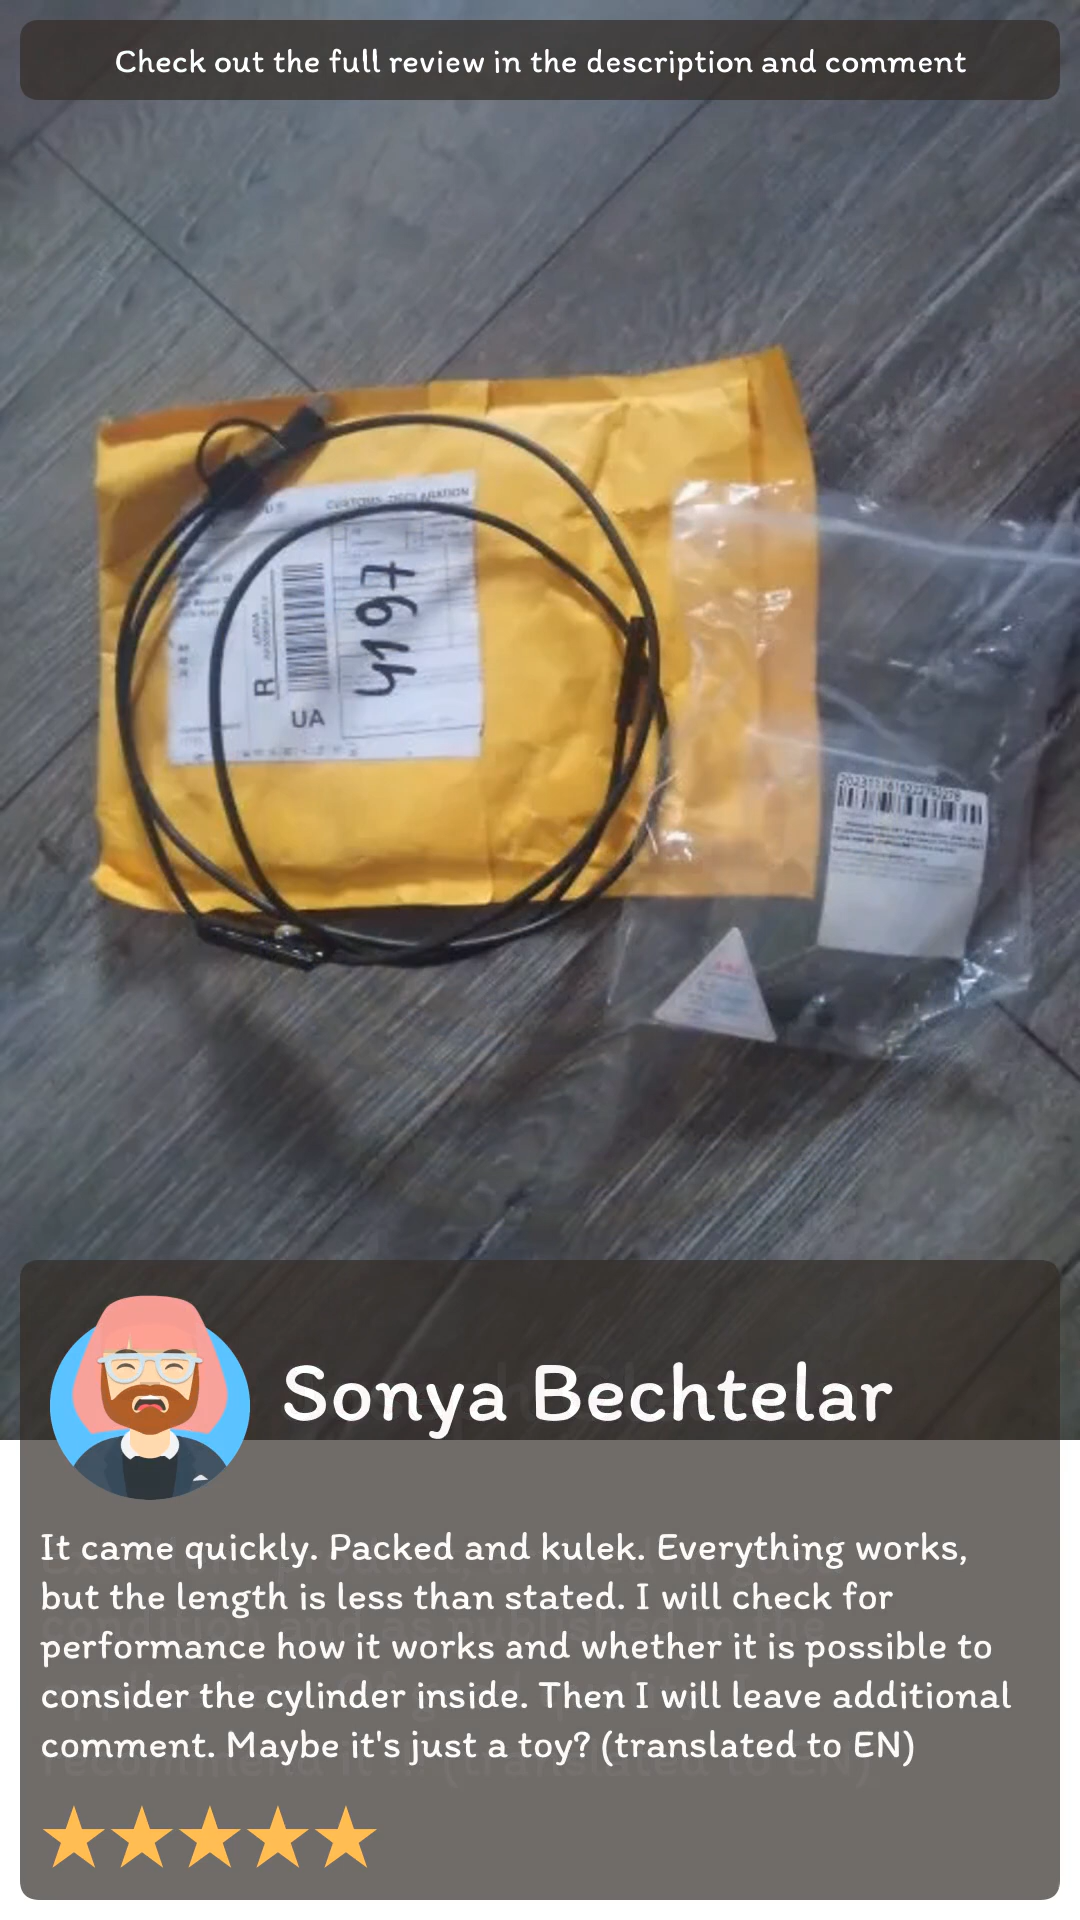 Check out the full review in the description and comment
CUSTOMS DECLARATION
7614
R
UA
Sonya Bechtelar
It came quickly. Packed and kulek. Everything works,
but the length is less than stated. I will check for
performance how it works and whether it is possible to
consider the cylinder inside. Then I will leave additional
comment. Maybe it's just a toy? (translated to EN)